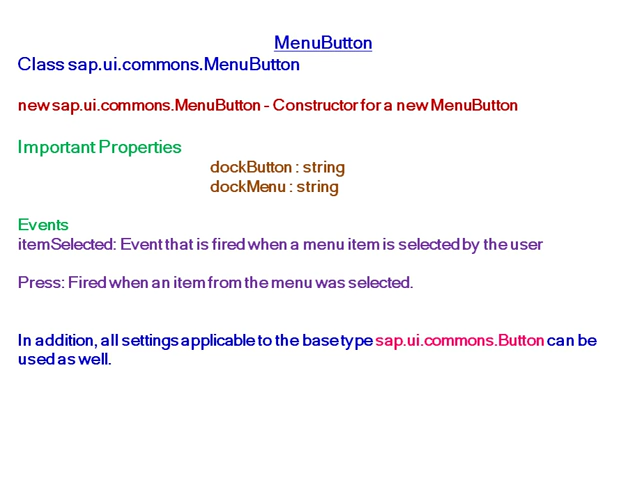 MenuButton
Class sap.ui.commons.MenuButton
new sap.ui.commons.MenuButton - Constructor for a new MenuButton
Important Properties
dockButton : string
dockMenu : string
Events
itemSelected: Event that is fired when a menu item is selected by the user
Press: Fired when an item from the menu was selected.
In addition, all settings applicable to the base type sap.ui.commons.Button can be
used as well.